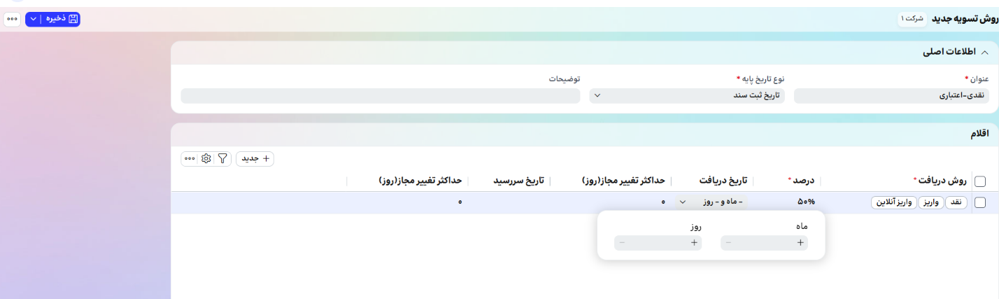 روش تسویه جدید شرکت ۱ ذخیره
اطلاعات اصلی
عنوان * نوع تاریخ پایه * توضیحات
نقدی-اعتباری تاریخ ثبت سند
اقلام
+ جدید
روش دریافت * درصد * تاریخ دریافت حداکثر تغییر مجاز(روز) تاریخ سررسید حداکثر تغییر مجاز(روز)
نقد واریز واریز آنلاین ۵۰% - ماه و - روز ۰ ۰
ماه روز
+ − + −